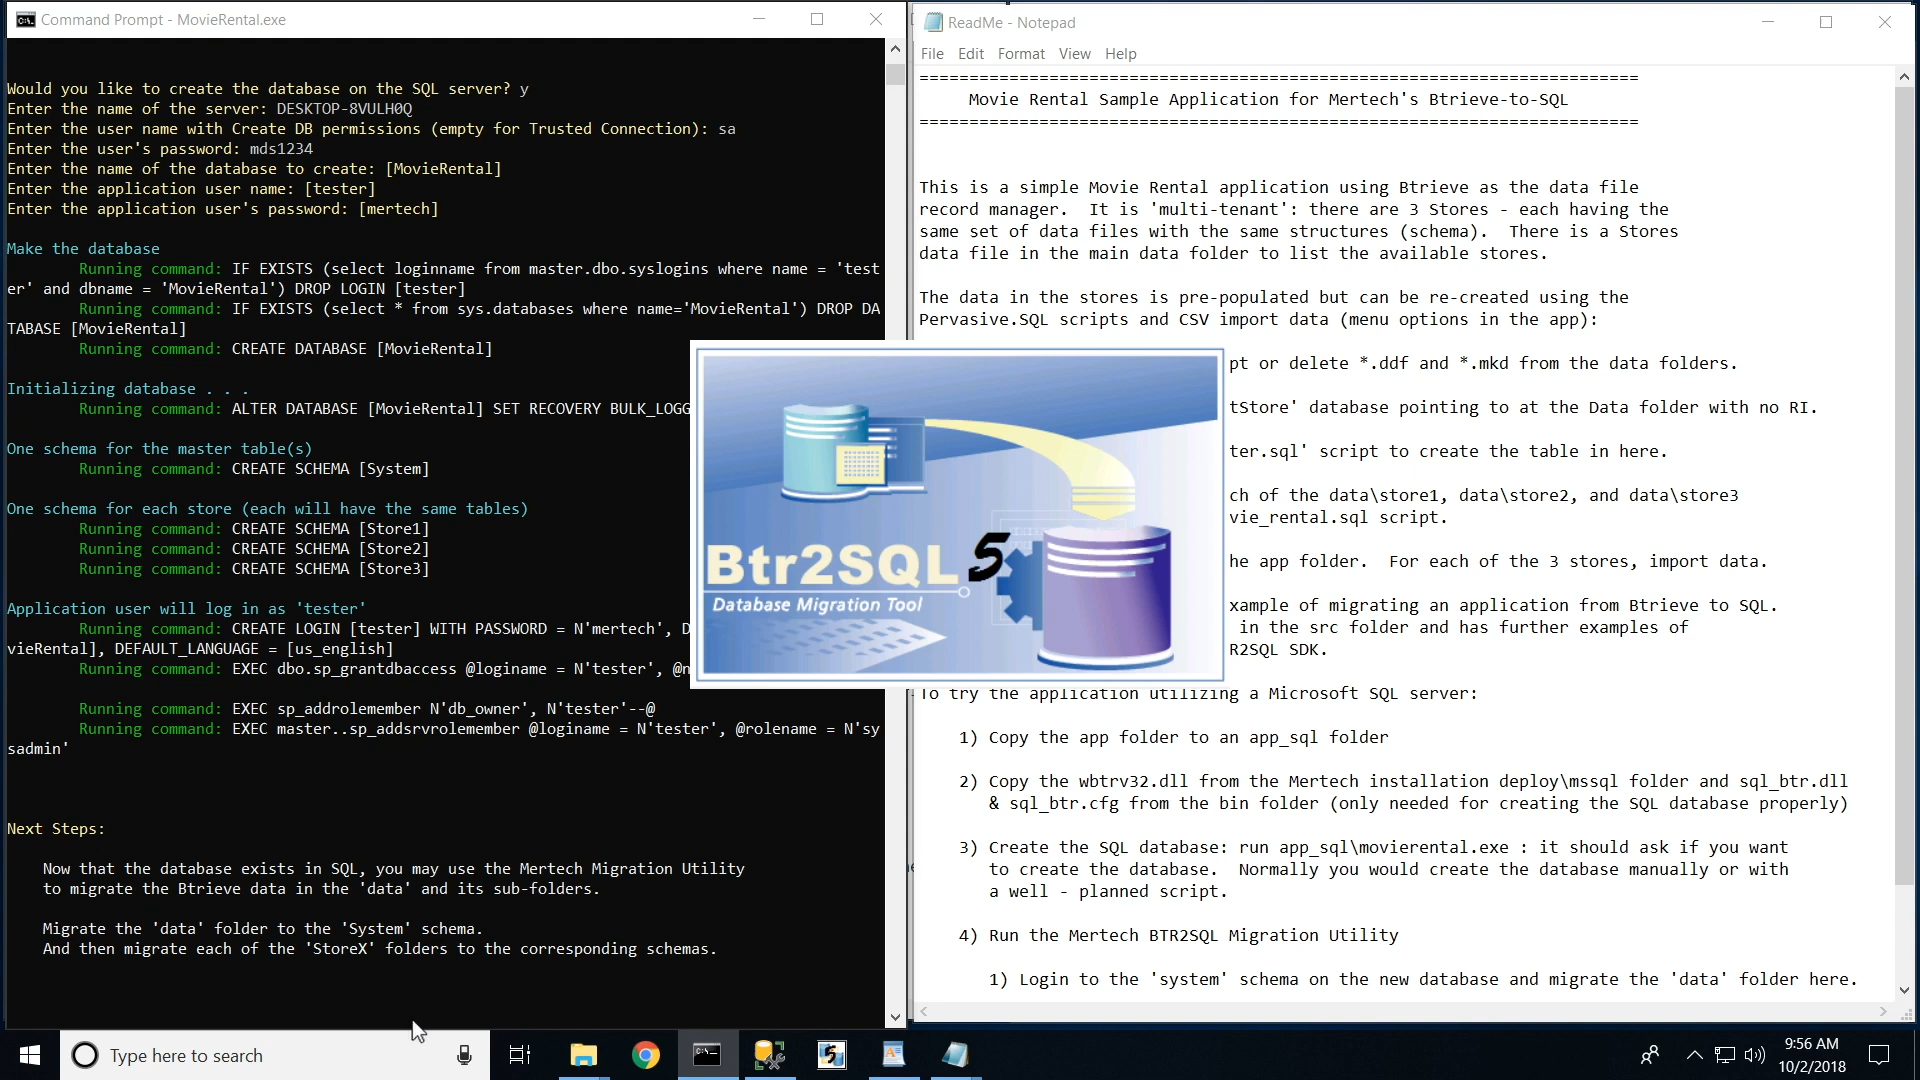 Command Prompt - MovieRental.exe
Would you like to create the database on the SQL server? y
Enter the name of the server: DESKTOP-8VULH0Q
Enter the user name with Create DB permissions (empty for Trusted Connection): sa
Enter the user's password: mds1234
Enter the name of the database to create: [MovieRental]
Enter the application user name: [tester]
Enter the application user's password: [mertech]
Make the database
Running command: IF EXISTS (select loginname from master.dbo.syslogins where name = 'test
er' and dbname = 'MovieRental') DROP LOGIN [tester]
Running command: IF EXISTS (select * from sys.databases where name='MovieRental') DROP DA
TABASE [MovieRental]
Running command: CREATE DATABASE [MovieRental]
Initializing database . . .
Running command: ALTER DATABASE [MovieRental] SET RECOVERY BULK_LOGG
One schema for the master table(s)
Running command: CREATE SCHEMA [System]
One schema for each store (each will have the same tables)
Running command: CREATE SCHEMA [Store1]
Running command: CREATE SCHEMA [Store2]
Running command: CREATE SCHEMA [Store3]
Application user will log in as 'tester'
Running command: CREATE LOGIN [tester] WITH PASSWORD = N'mertech', D
vieRental], DEFAULT_LANGUAGE = [us_english]
Running command: EXEC dbo.sp_grantdbaccess @loginame = N'tester', @n
Running command: EXEC sp_addrolemember N'db_owner', N'tester'--@
Running command: EXEC master..sp_addsrvrolemember @loginame = N'tester', @rolename = N'sy
sadmin'
Next Steps:
Now that the database exists in SQL, you may use the Mertech Migration Utility
to migrate the Btrieve data in the 'data' and its sub-folders.
Migrate the 'data' folder to the 'System' schema.
And then migrate each of the 'StoreX' folders to the corresponding schemas.
Btr2SQL 5
Database Migration Tool
ReadMe - Notepad
File Edit Format View Help
========================================================================
Movie Rental Sample Application for Mertech's Btrieve-to-SQL
========================================================================
This is a simple Movie Rental application using Btrieve as the data file
record manager. It is 'multi-tenant': there are 3 Stores - each having the
same set of data files with the same structures (schema). There is a Stores
data file in the main data folder to list the available stores.
The data in the stores is pre-populated but can be re-created using the
Pervasive.SQL scripts and CSV import data (menu options in the app):
pt or delete *.ddf and *.mkd from the data folders.
tStore' database pointing to at the Data folder with no RI.
ter.sql' script to create the table in here.
ch of the data\store1, data\store2, and data\store3
vie_rental.sql script.
he app folder. For each of the 3 stores, import data.
xample of migrating an application from Btrieve to SQL.
in the src folder and has further examples of
R2SQL SDK.
To try the application utilizing a Microsoft SQL server:
1) Copy the app folder to an app_sql folder
2) Copy the wbtrv32.dll from the Mertech installation deploy\mssql folder and sql_btr.dll
& sql_btr.cfg from the bin folder (only needed for creating the SQL database properly)
3) Create the SQL database: run app_sql\movierental.exe : it should ask if you want
to create the database. Normally you would create the database manually or with
a well - planned script.
4) Run the Mertech BTR2SQL Migration Utility
1) Login to the 'system' schema on the new database and migrate the 'data' folder here.
Type here to search
9:56 AM
10/2/2018